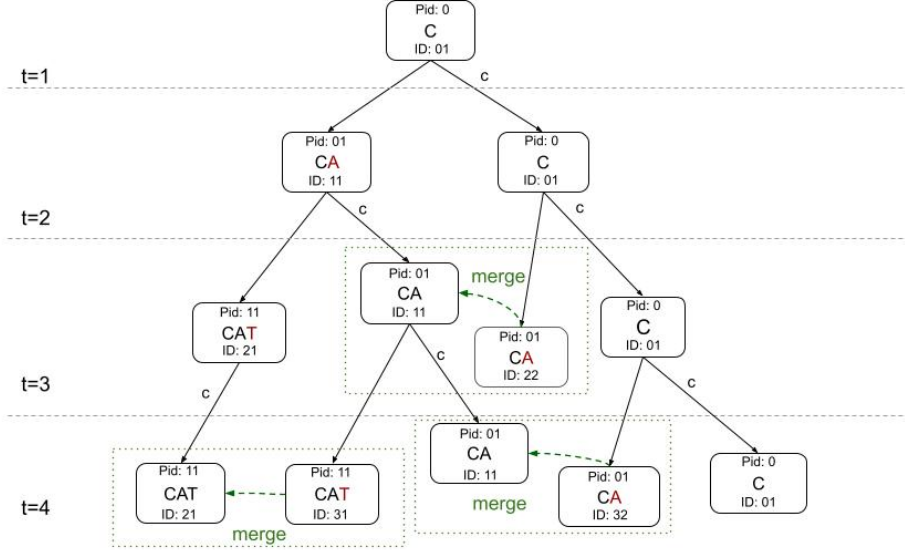 Pid: 0
C
ID: 01
t=1
c
Pid: 01
CA
ID: 11
Pid: 0
C
ID: 01
t=2
c
c
Pid: 01
CA
ID: 11
merge
Pid: 11
CAT
ID: 21
Pid: 01
CA
ID: 22
Pid: 0
C
ID: 01
t=3
c
c
c
Pid: 11
CAT
ID: 21
Pid: 11
CAT
ID: 31
merge
Pid: 01
CA
ID: 11
merge
Pid: 01
CA
ID: 32
Pid: 0
C
ID: 01
t=4